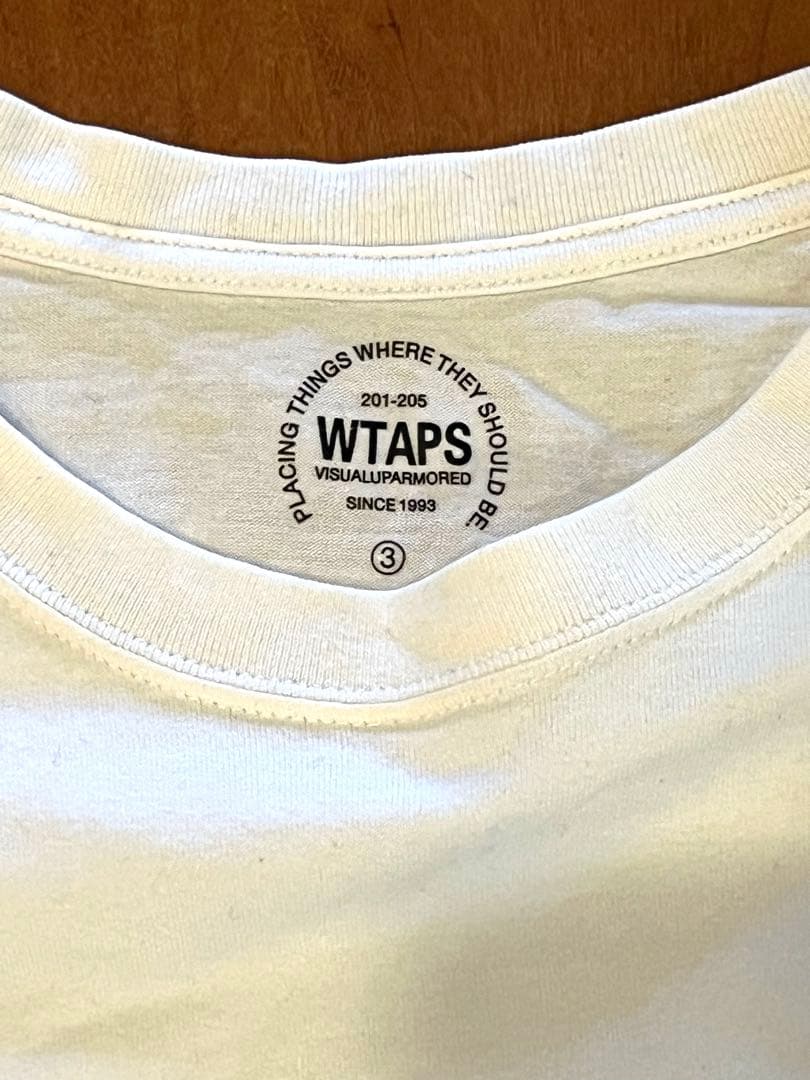 PLACING THINGS WHERE THEY SHOULD BE.
201-205
WTAPS
VISUALUPARMORED
SINCE 1993
3